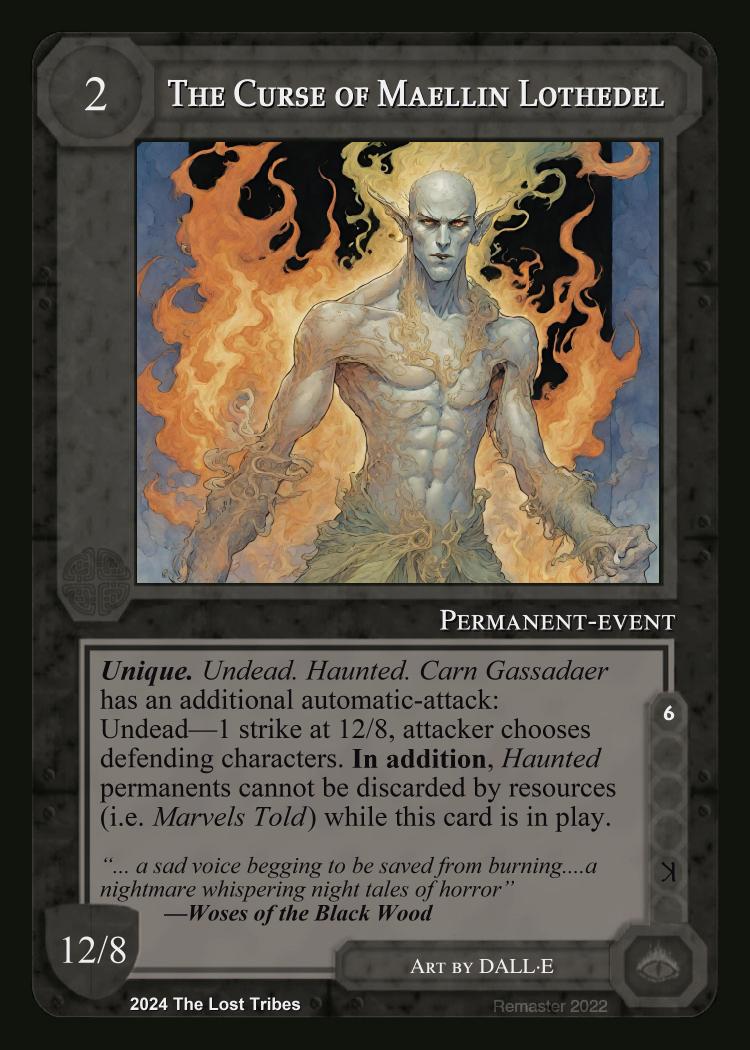 2
The Curse of Maellin Lothedel
Permanent-event
Unique. Undead. Haunted. Carn Gassadaer
has an additional automatic-attack:
Undead—1 strike at 12/8, attacker chooses
defending characters. In addition, Haunted
permanents cannot be discarded by resources
(i.e. Marvels Told) while this card is in play.
6
“... a sad voice begging to be saved from burning....a
nightmare whispering night tales of horror”
—Woses of the Black Wood
12/8
Art by DALL·E
2024 The Lost Tribes
Remaster 2022